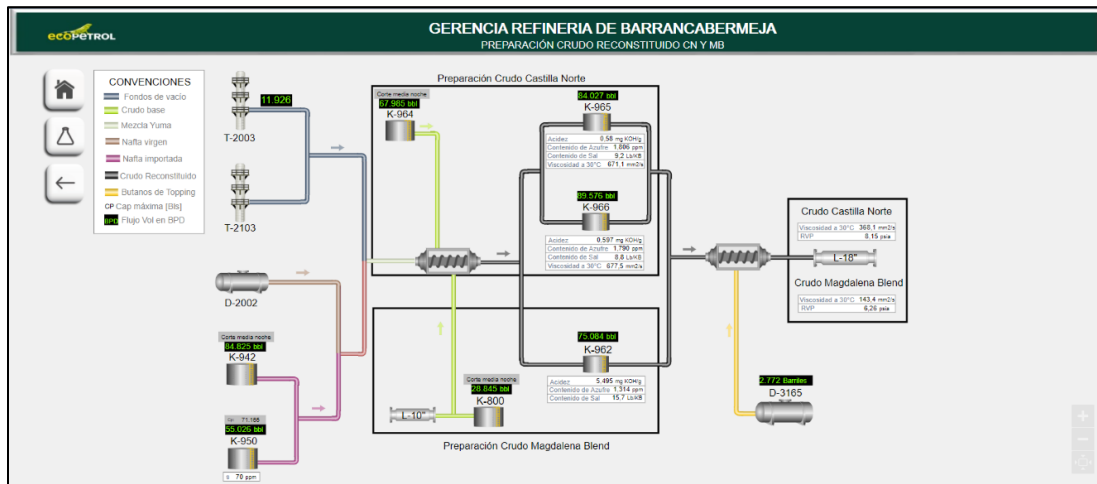 ecopetrol
GERENCIA REFINERIA DE BARRANCABERMEJA
PREPARACIÓN CRUDO RECONSTITUIDO CN Y MB
CONVENCIONES
Fondos de vacío
Crudo base
Mezcla Yuma
Nafta virgen
Nafta importada
Crudo Reconstituido
Butanos de Topping
CP Cap máxima [Bls]
BPD Flujo Vol en BPD
11.926
T-2003
T-2103
D-2002
Corte media noche
84.825 bbl
K-942
71.188
55.026 bbl
K-950
S 70 ppm
Preparación Crudo Castilla Norte
Corte media noche
67.985 bbl
K-964
84.027 bbl
K-965
Acidez 0,58 mg KOH/g
Contenido de Azufre 1.806 ppm
Contenido de Sal 9,2 Lb/KB
Viscosidad a 38°C 671,1 mm2/s
89.576 bbl
K-966
Acidez 0,597 mg KOH/g
Contenido de Azufre 1.790 ppm
Contenido de Sal 8,8 Lb/KB
Viscosidad a 38°C 677,5 mm2/s
75.084 bbl
K-962
Acidez 5,495 mg KOH/g
Contenido de Azufre 1.314 ppm
Contenido de Sal 15,7 Lb/KB
Corte media noche
28.845 bbl
K-800
L-10"
Preparación Crudo Magdalena Blend
Crudo Castilla Norte
Viscosidad a 30°C 368,1 mm2/s
RVP 8,15 psia
L-18"
Crudo Magdalena Blend
Viscosidad a 30°C 143,4 mm2/s
RVP 6,26 psia
2.772 Barriles
D-3165